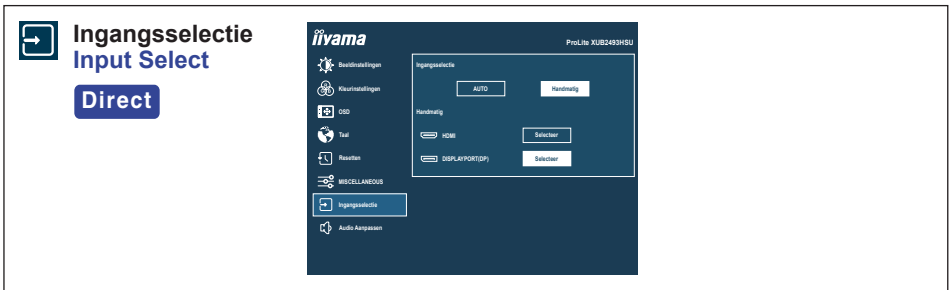 Ingangsselectie
Input Select
Direct
iiyama
ProLite XUB2493HSU
Beeldinstellingen
Kleurinstellingen
OSD
Taal
Resetten
MISCELLANEOUS
Ingangsselectie
Audio Aanpassen
Ingangsselectie
AUTO Handmatig
Handmatig
HDMI Selecteer
DISPLAYPORT(DP) Selecteer